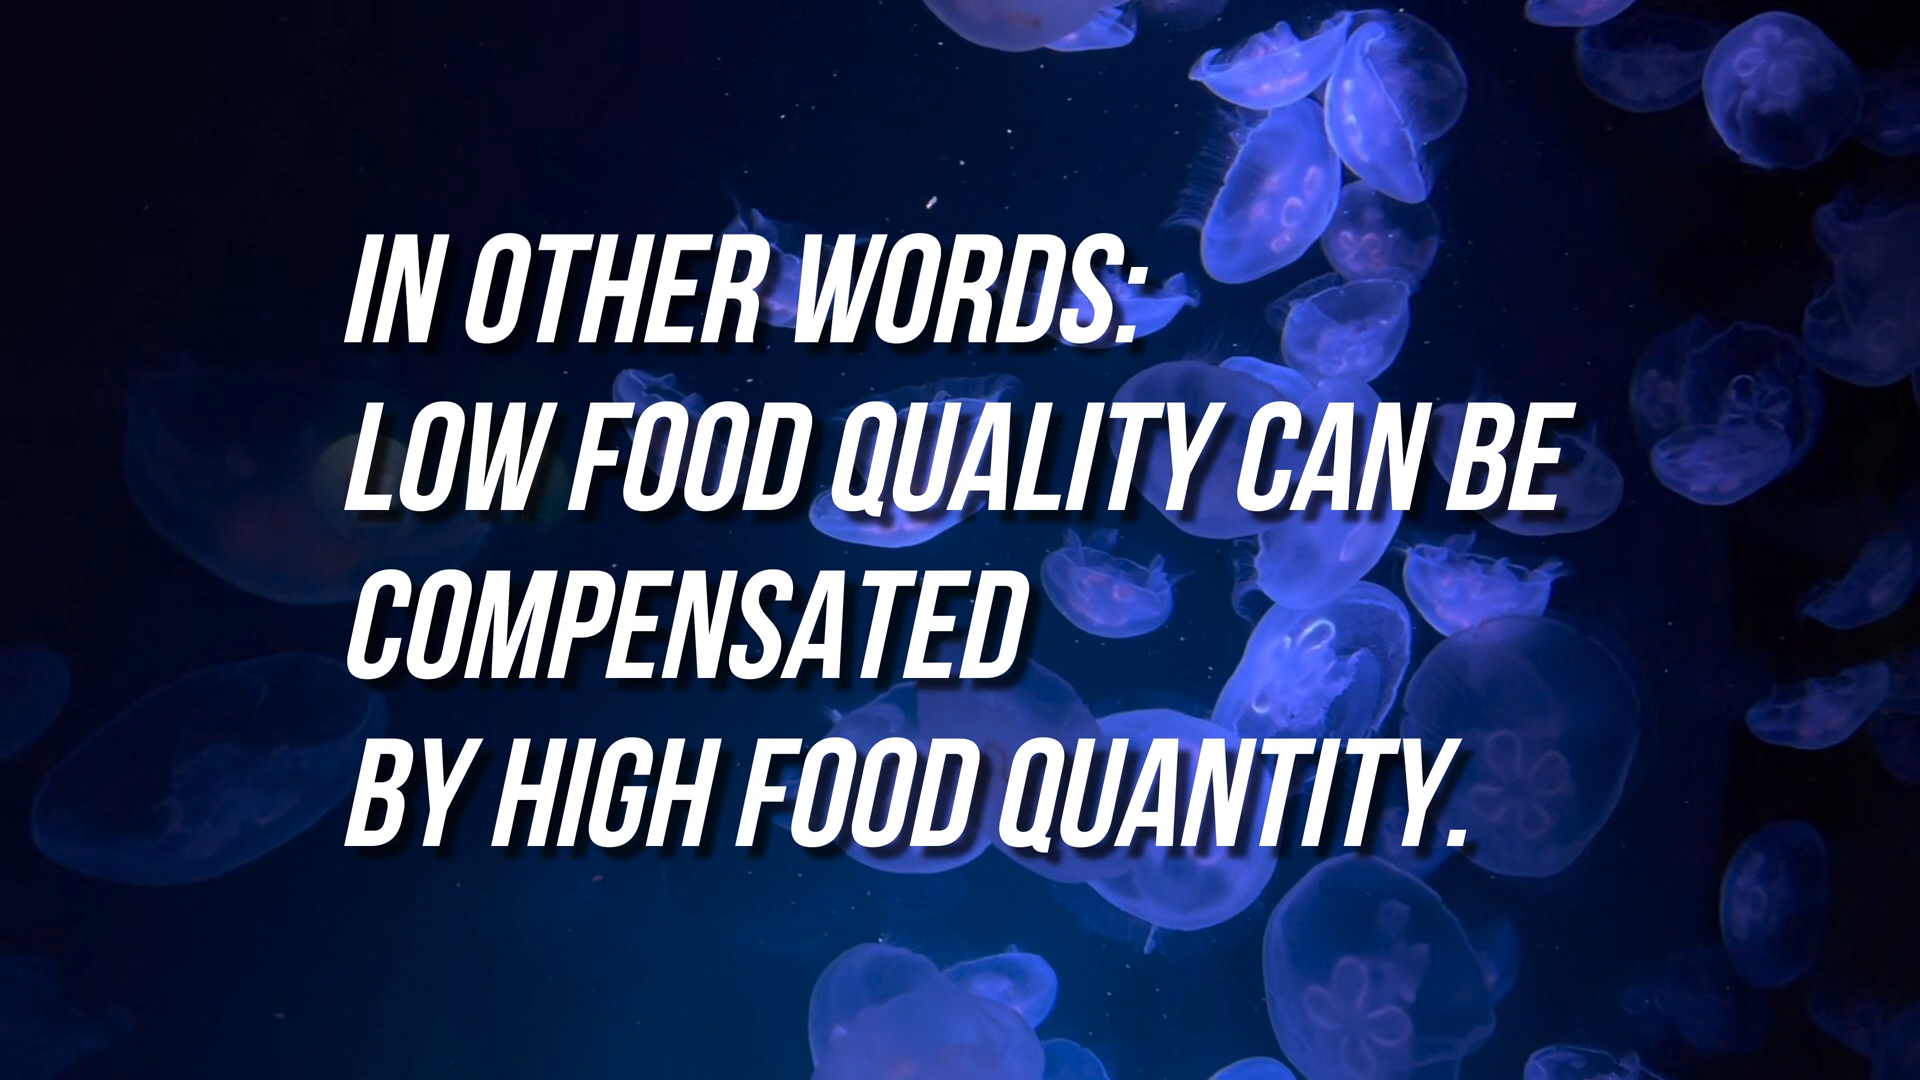 IN OTHER WORDS:
LOW FOOD QUALITY CAN BE
COMPENSATED
BY HIGH FOOD QUANTITY.